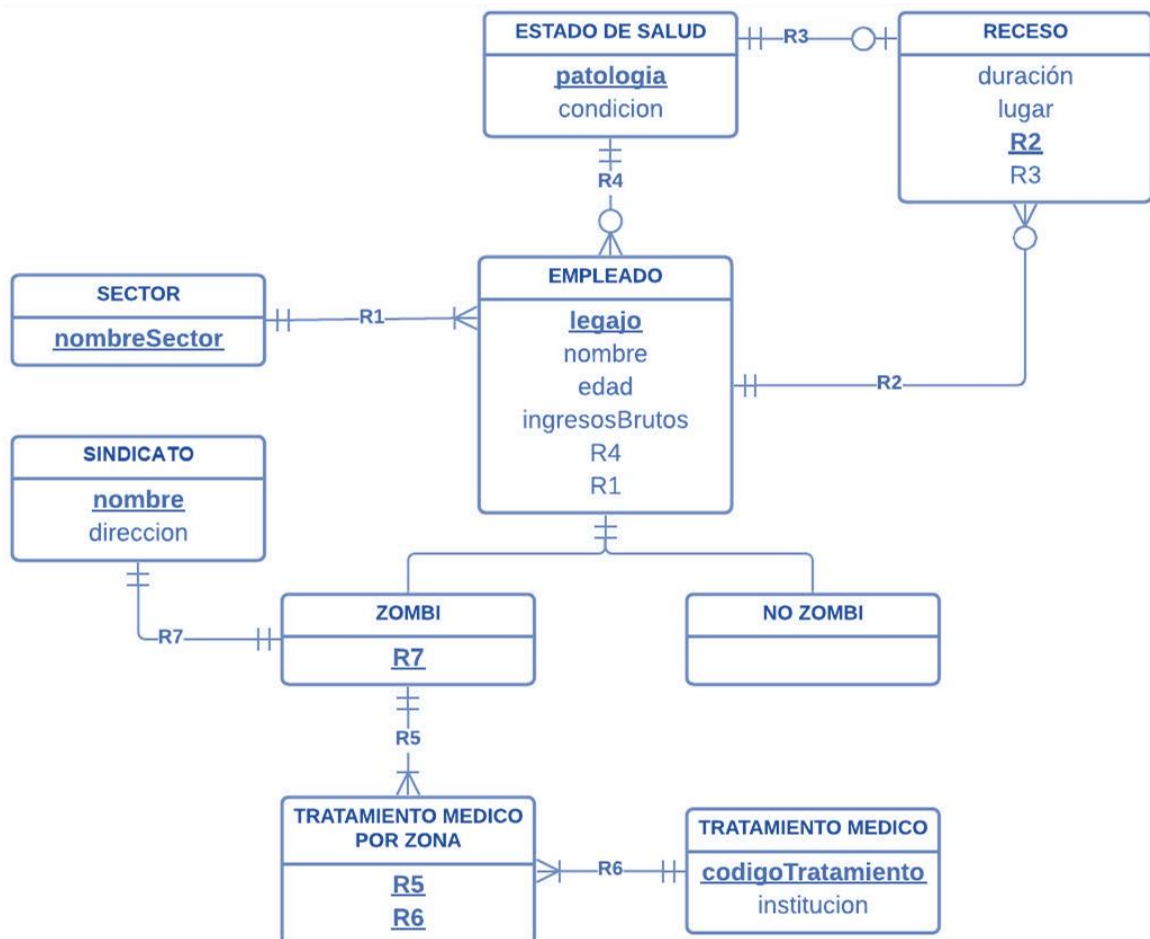 ESTADO DE SALUD
patologia
condicion
R3
RECESO
duración
lugar
R2
R3
R4
SECTOR
nombreSector
R1
EMPLEADO
legajo
nombre
edad
ingresosBrutos
R4
R1
R2
SINDICATO
nombre
direccion
R7
ZOMBI
R7
NO ZOMBI
R5
TRATAMIENTO MEDICO
POR ZONA
R5
R6
R6
TRATAMIENTO MEDICO
codigoTratamiento
institucion